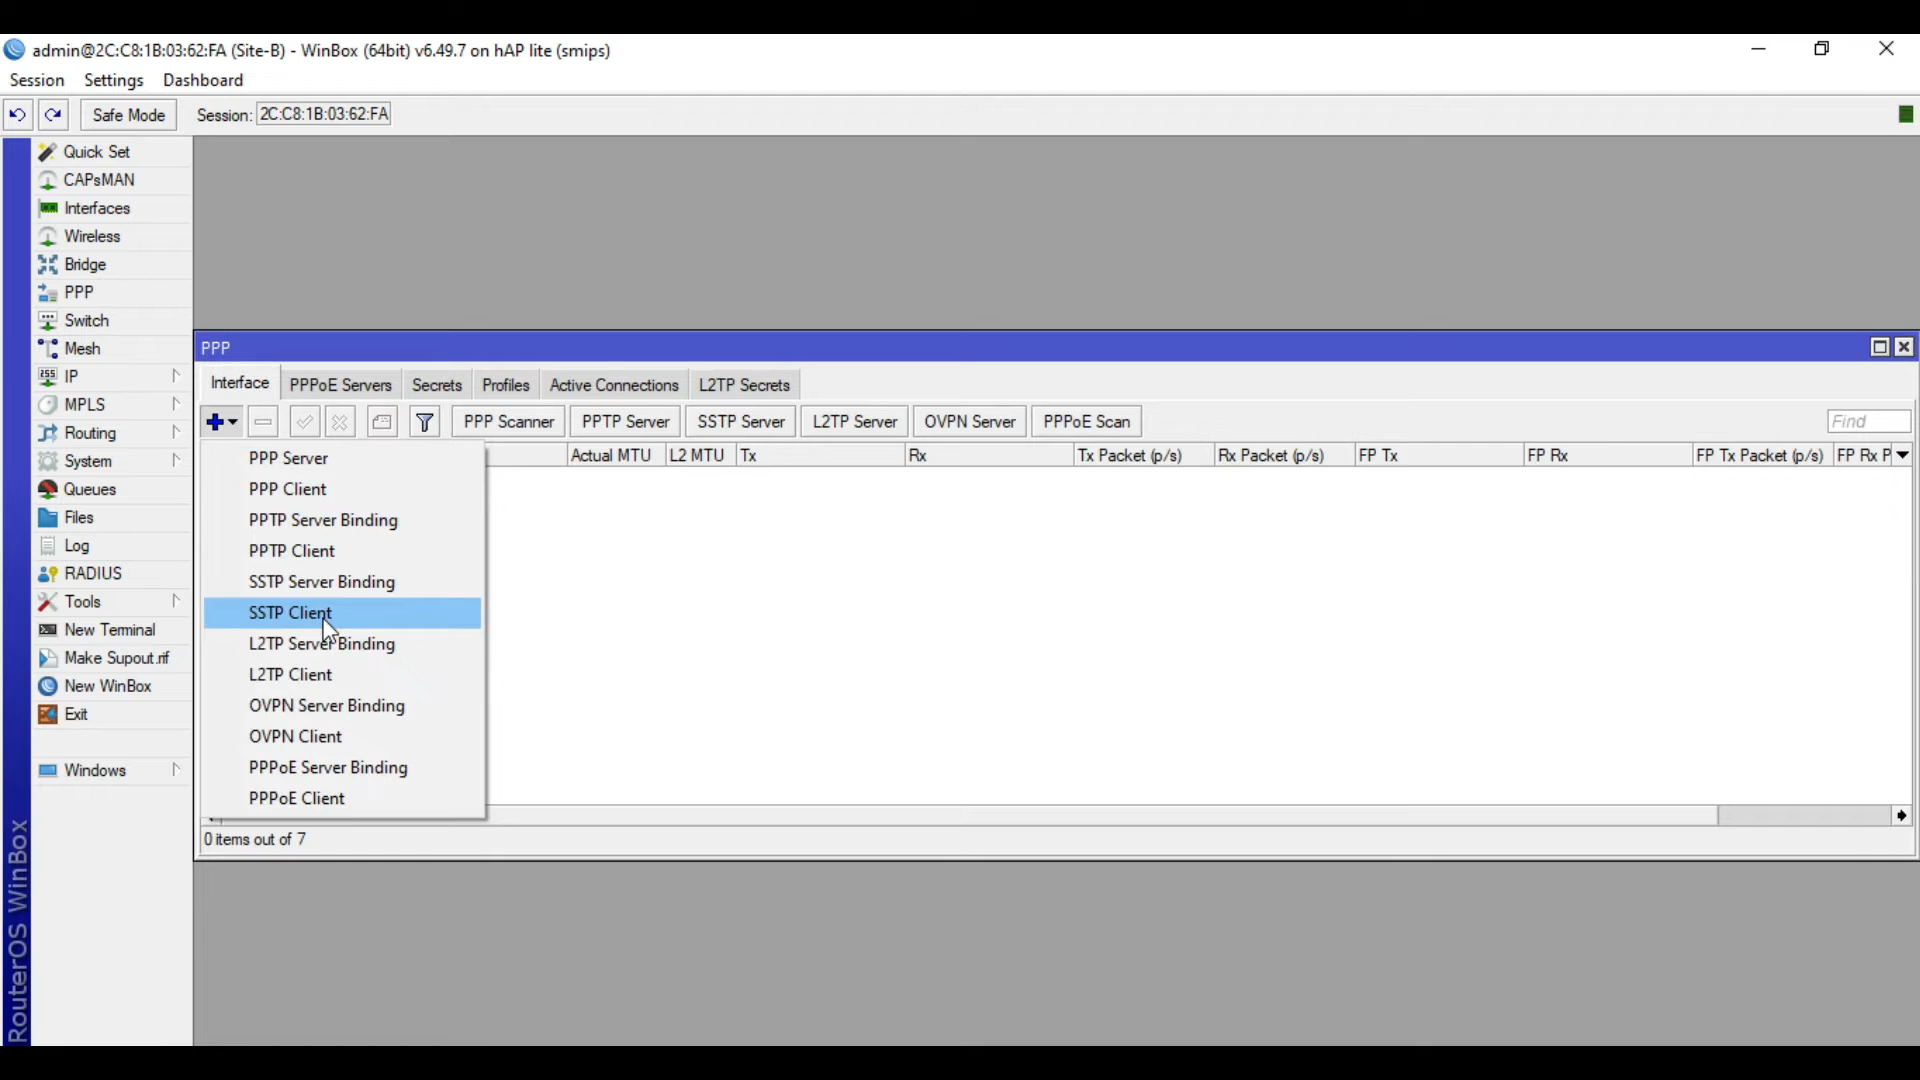 admin@2C:C8:1B:03:62:FA (Site-B) - WinBox (64bit) v6.49.7 on hAP lite (smips)
Session Settings Dashboard
Safe Mode Session: 2C:C8:1B:03:62:FA
Quick Set
CAPsMAN
Interfaces
Wireless
Bridge
PPP
Switch
Mesh
IP
MPLS
Routing
System
Queues
Files
Log
RADIUS
Tools
New Terminal
Make Supout.rif
New WinBox
Exit
Windows
RouterOS WinBox
PPP
Interface PPPoE Servers Secrets Profiles Active Connections L2TP Secrets
PPP Scanner PPTP Server SSTP Server L2TP Server OVPN Server PPPoE Scan Find
Actual MTU L2 MTU Tx Rx Tx Packet (p/s) Rx Packet (p/s) FP Tx FP Rx FP Tx Packet (p/s) FP Rx P
PPP Server
PPP Client
PPTP Server Binding
PPTP Client
SSTP Server Binding
SSTP Client
L2TP Server Binding
L2TP Client
OVPN Server Binding
OVPN Client
PPPoE Server Binding
PPPoE Client
0 items out of 7